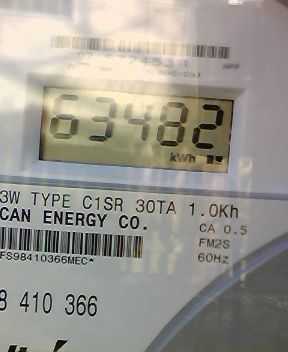 63482
kWh
3W TYPE C1SR 30TA 1.0Kh
CAN ENERGY CO.
CA 0.5
FM2S
FS98410366MEC*
60Hz
8 410 366